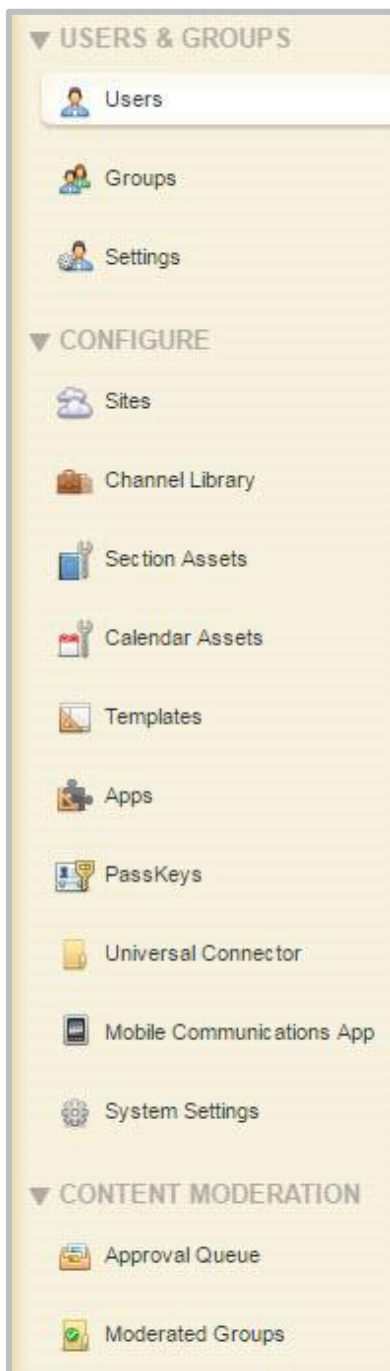 USERS & GROUPS
Users
Groups
Settings
CONFIGURE
Sites
Channel Library
Section Assets
Calendar Assets
Templates
Apps
PassKeys
Universal Connector
Mobile Communications App
System Settings
CONTENT MODERATION
Approval Queue
Moderated Groups